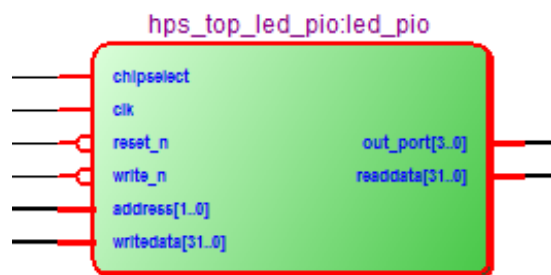 hps_top_led_pio:led_pio
chipselect
clk
reset_n
write_n
address[1..0]
writedata[31..0]
out_port[3..0]
readdata[31..0]